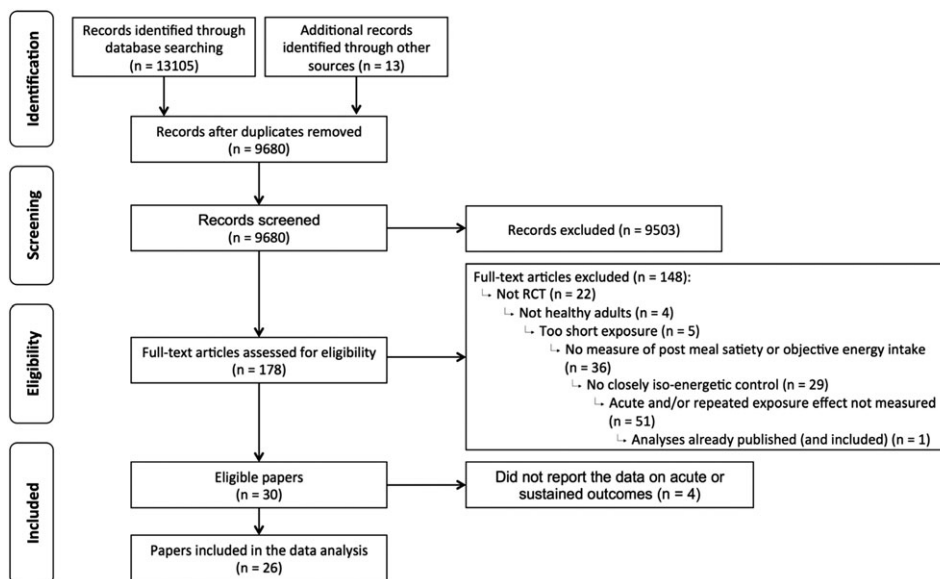 Identification
Records identified through
database searching
(n = 13105)
Additional records
identified through other
sources (n = 13)
Records after duplicates removed
(n = 9680)
Screening
Records screened
(n = 9680)
Records excluded (n = 9503)
Eligibility
Full-text articles assessed for eligibility
(n = 178)
Full-text articles excluded (n = 148):
↳ Not RCT (n = 22)
↳ Not healthy adults (n = 4)
↳ Too short exposure (n = 5)
↳ No measure of post meal satiety or objective energy intake
(n = 36)
↳ No closely iso-energetic control (n = 29)
↳ Acute and/or repeated exposure effect not measured
(n = 51)
↳ Analyses already published (and included) (n = 1)
Included
Eligible papers
(n = 30)
Did not report the data on acute or
sustained outcomes (n = 4)
Papers included in the data analysis
(n = 26)